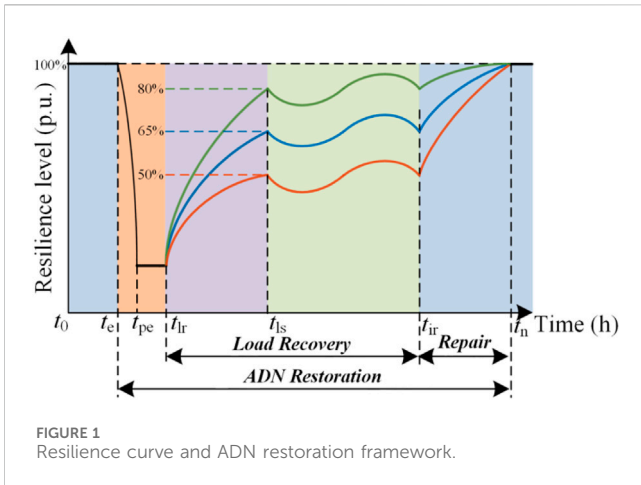 Resilience level (p.u.)
100%
80%
65%
50%
t0 te tpe tlr tls tir tn Time (h)
Load Recovery Repair
ADN Restoration
FIGURE 1
Resilience curve and ADN restoration framework.